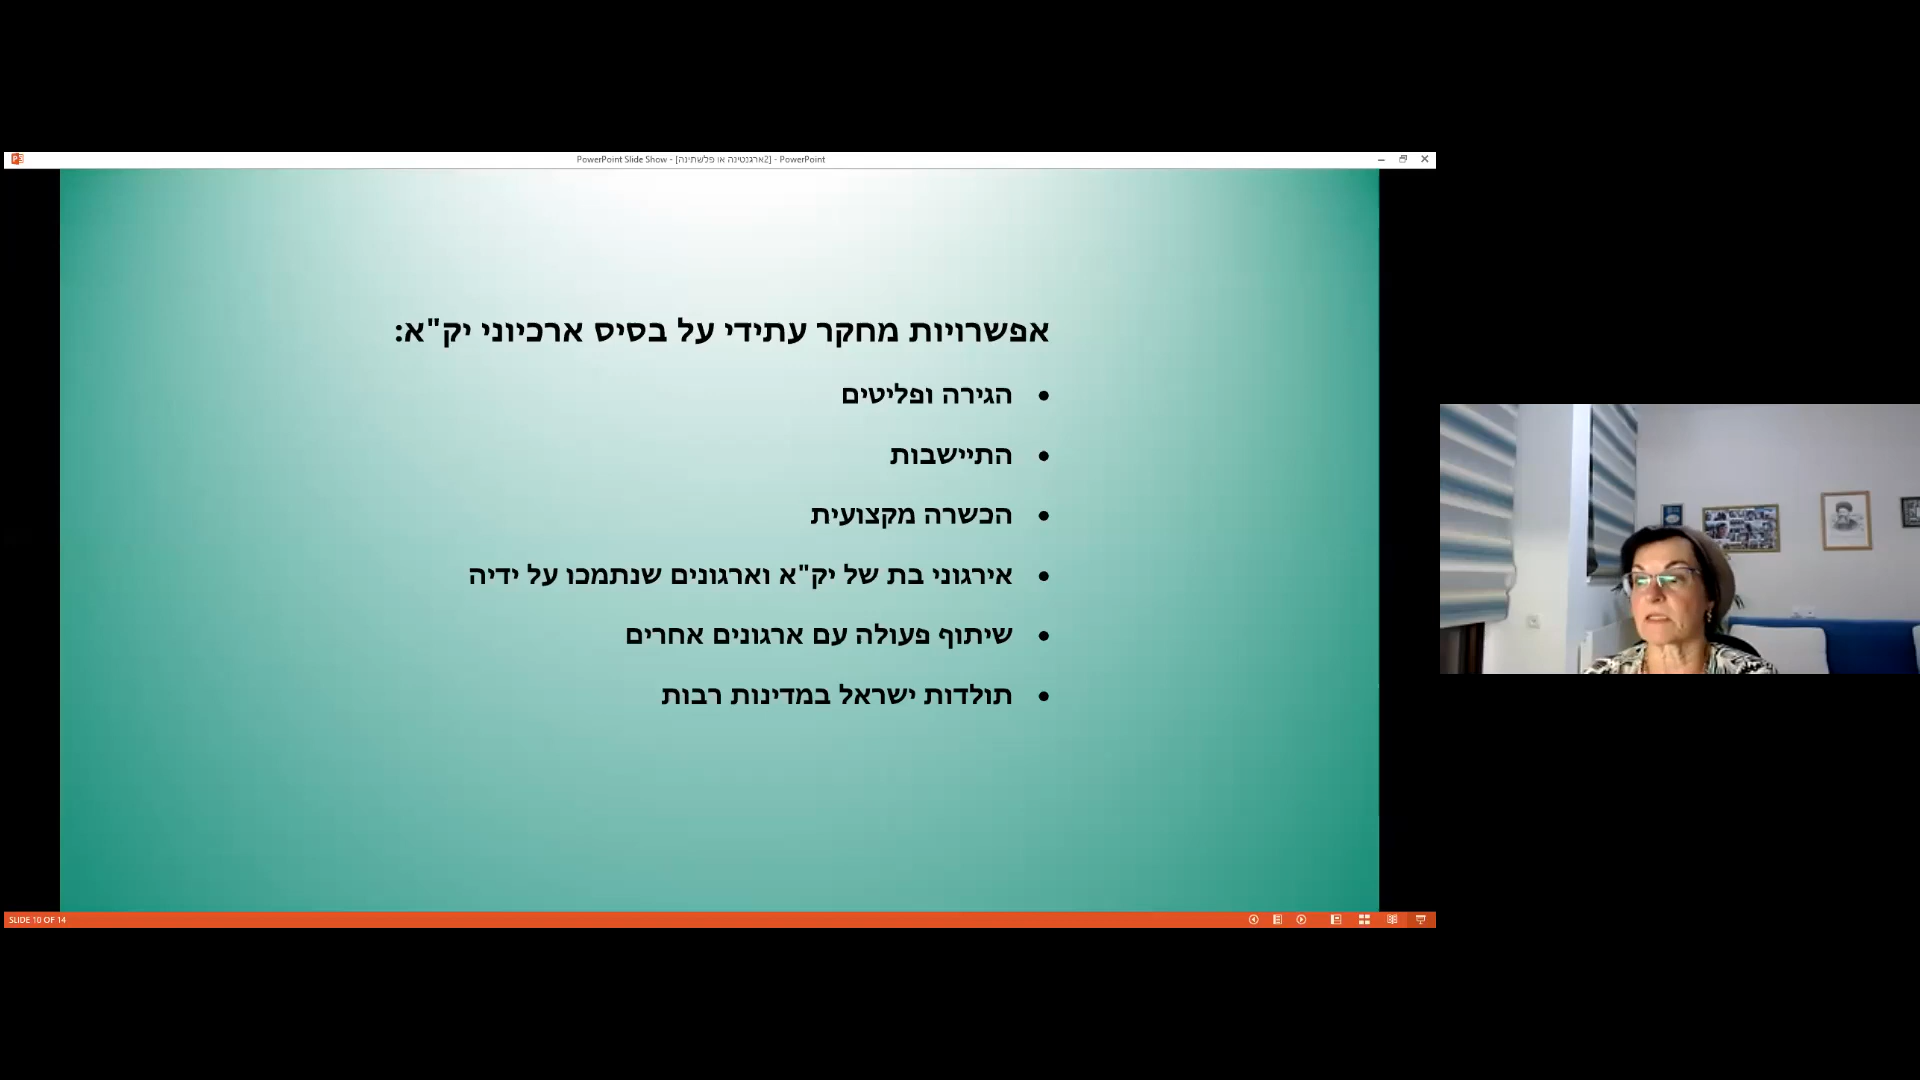 PowerPoint Slide Show - [2ארגנטינה או פלשתינה] - PowerPoint
אפשרויות מחקר עתידי על בסיס ארכיוני יק"א:
• הגירה ופליטים
• התיישבות
• הכשרה מקצועית
• אירגוני בת של יק"א וארגונים שנתמכו על ידיה
• שיתוף פעולה עם ארגונים אחרים
• תולדות ישראל במדינות רבות
SLIDE 10 OF 14